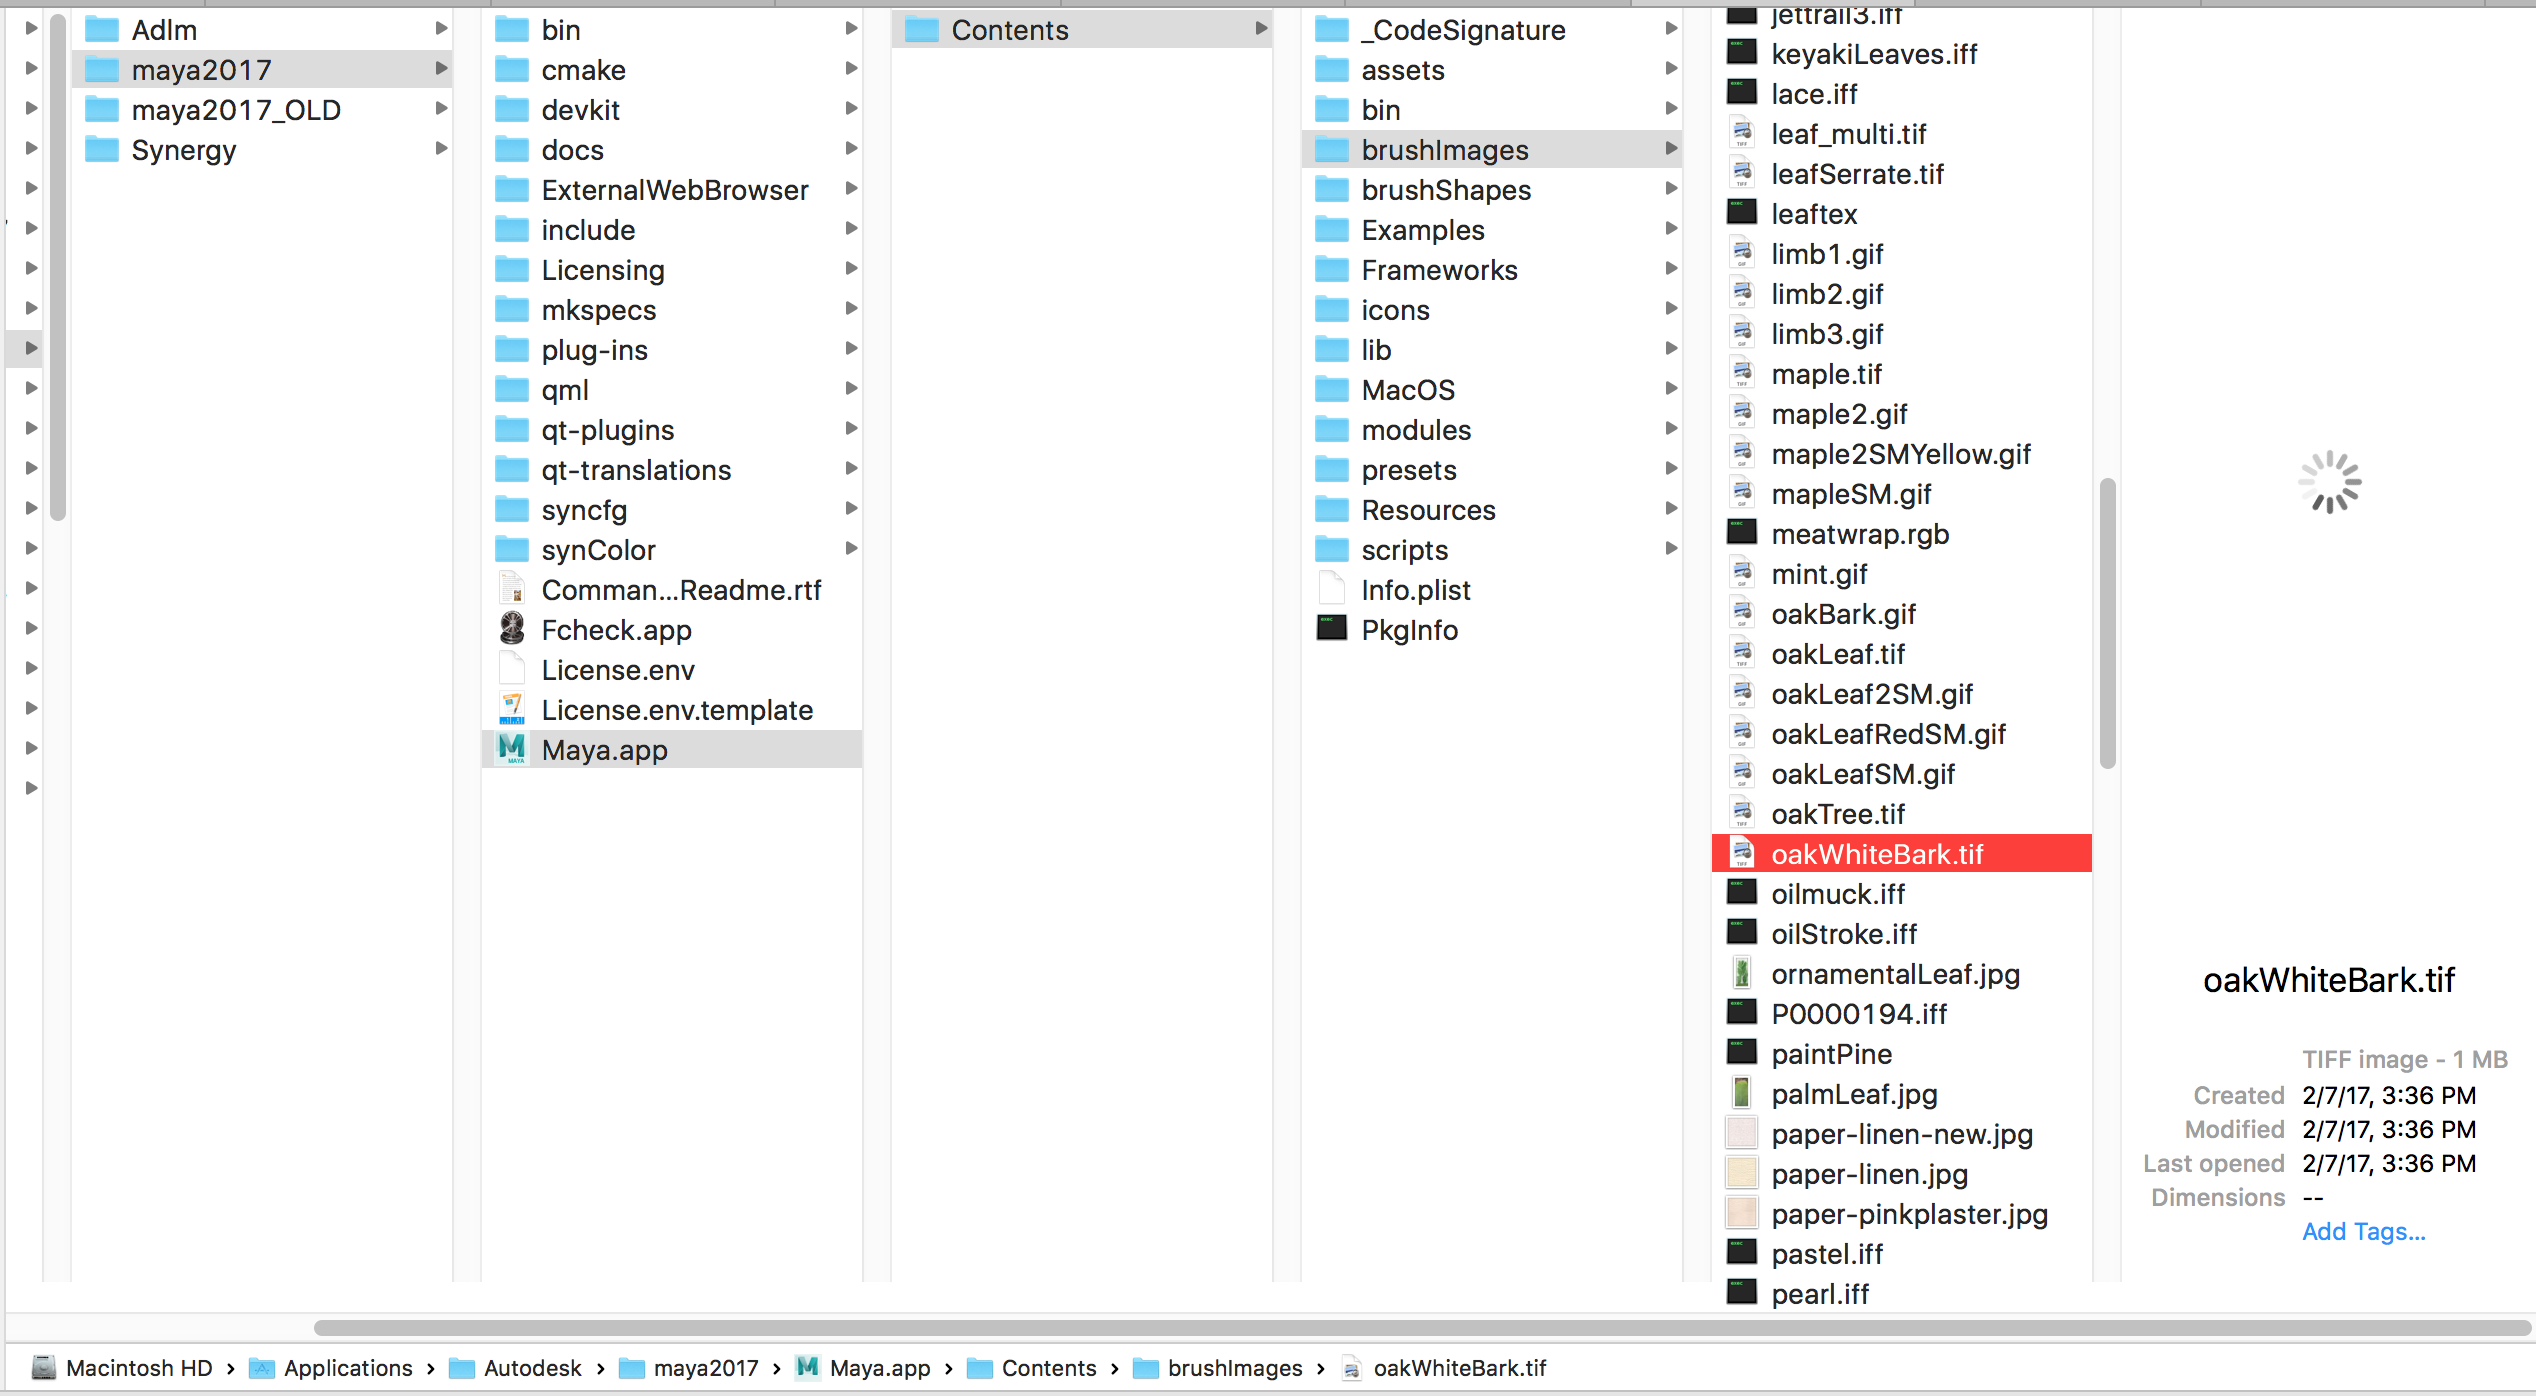 Adlm
maya2017
maya2017_OLD
Synergy
bin
cmake
devkit
docs
ExternalWebBrowser
include
Licensing
mkspecs
plug-ins
qml
qt-plugins
qt-translations
syncfg
synColor
Comman...Readme.rtf
Fcheck.app
License.env
License.env.template
Maya.app
Contents
_CodeSignature
assets
bin
brushImages
brushShapes
Examples
Frameworks
icons
lib
MacOS
modules
presets
Resources
scripts
Info.plist
PkgInfo
jettrail3.iff
keyakiLeaves.iff
lace.iff
leaf_multi.tif
leafSerrate.tif
leaftex
limb1.gif
limb2.gif
limb3.gif
maple.tif
maple2.gif
maple2SMYellow.gif
mapleSM.gif
meatwrap.rgb
mint.gif
oakBark.gif
oakLeaf.tif
oakLeaf2SM.gif
oakLeafRedSM.gif
oakLeafSM.gif
oakTree.tif
oakWhiteBark.tif
oilmuck.iff
oilStroke.iff
ornamentalLeaf.jpg
P0000194.iff
paintPine
palmLeaf.jpg
paper-linen-new.jpg
paper-linen.jpg
paper-pinkplaster.jpg
pastel.iff
pearl.iff
oakWhiteBark.tif
TIFF image - 1 MB
Created 2/7/17, 3:36 PM
Modified 2/7/17, 3:36 PM
Last opened 2/7/17, 3:36 PM
Dimensions --
Add Tags...
Macintosh HD › Applications › Autodesk › maya2017 › Maya.app › Contents › brushImages › oakWhiteBark.tif